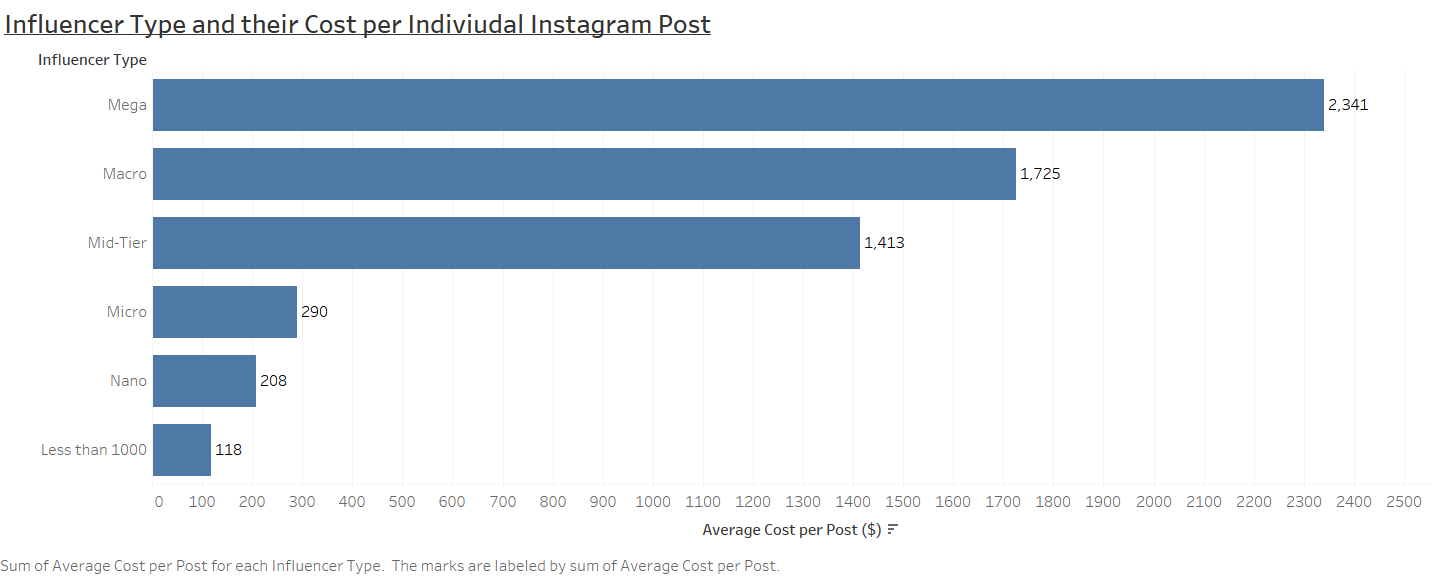 Influencer Type and their Cost per Indiviudal Instagram Post
Influencer Type
Mega 2,341
Macro 1,725
Mid-Tier 1,413
Micro 290
Nano 208
Less than 1000 118
0 100 200 300 400 500 600 700 800 900 1000 1100 1200 1300 1400 1500 1600 1700 1800 1900 2000 2100 2200 2300 2400 2500
Average Cost per Post ($)
Sum of Average Cost per Post for each Influencer Type. The marks are labeled by sum of Average Cost per Post.